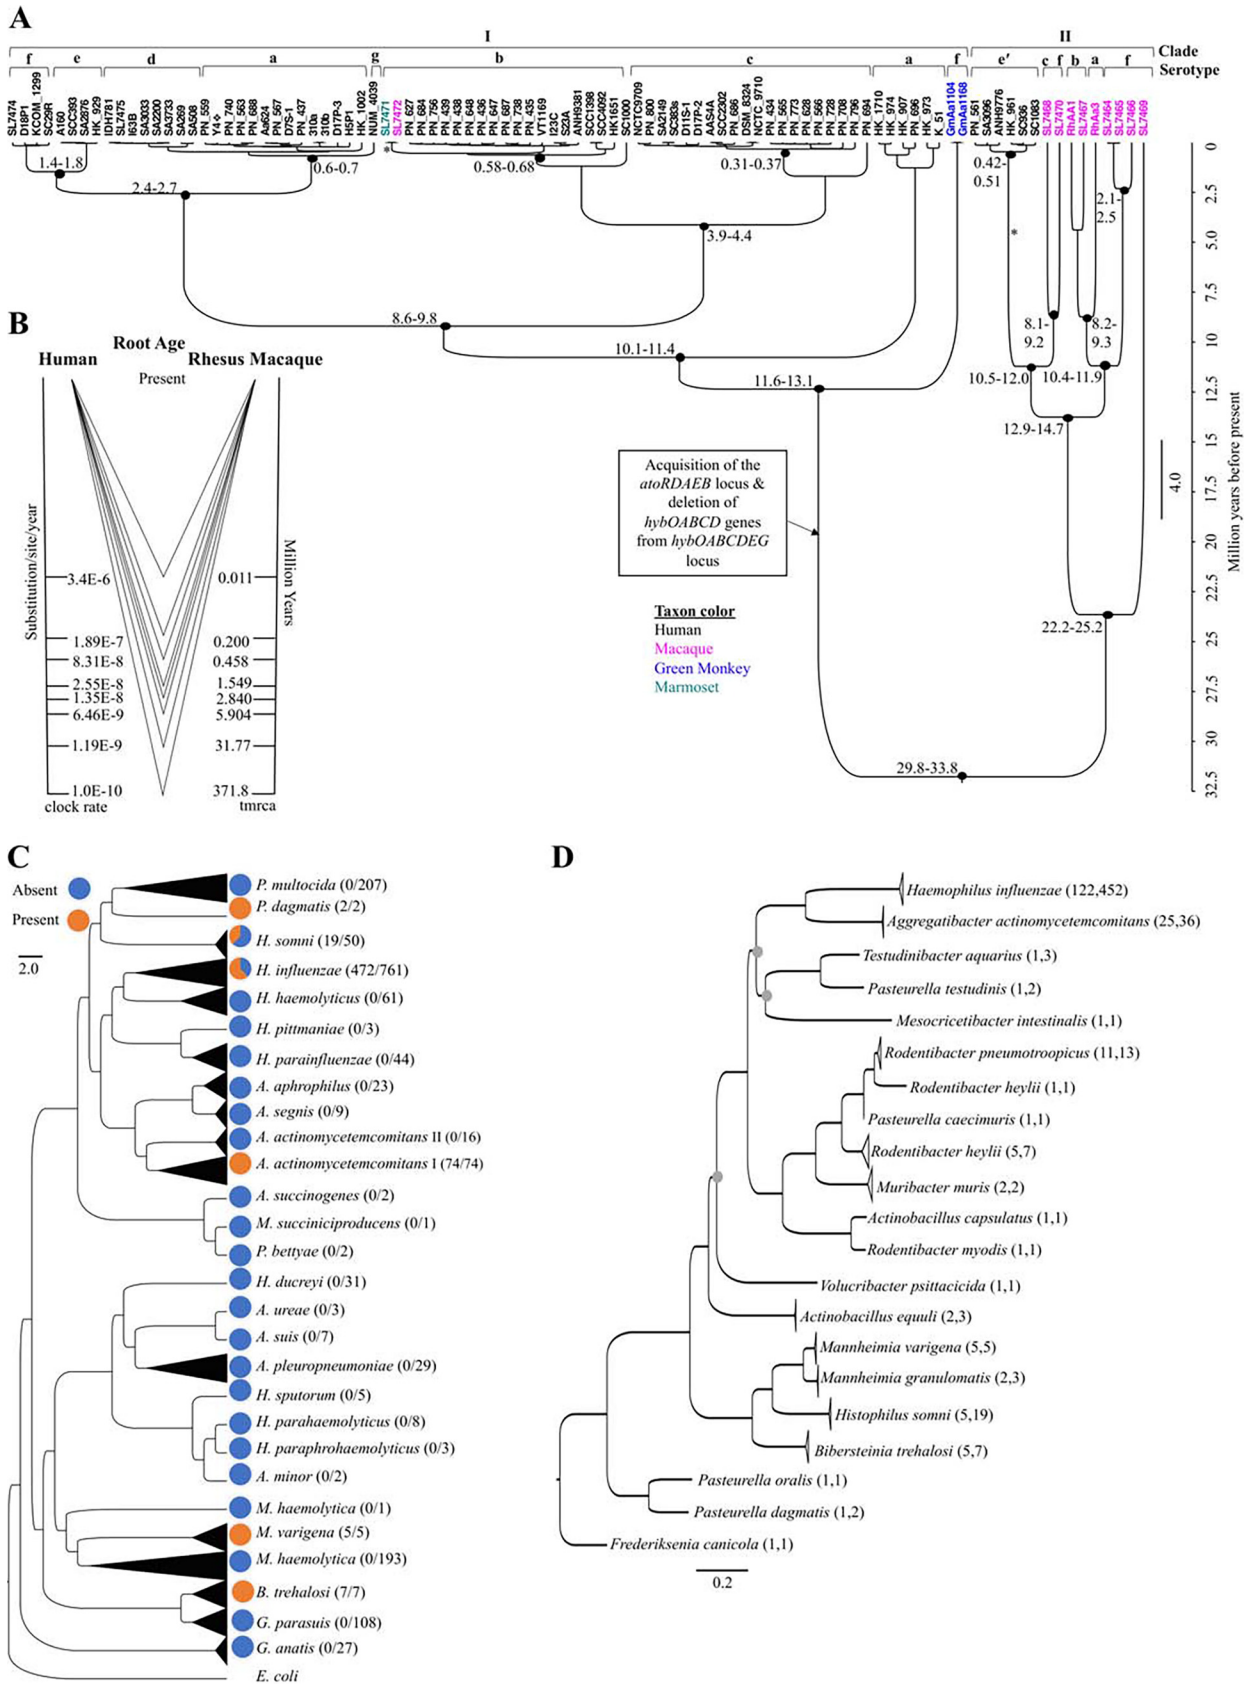 A
I
II
Clade
f e d a g b c a f e′ c f b a f
Serotype
SL7474
D18P1
KCOM_1299
SC29R
A160
SCC393
SA2876
HK_929
IDH781
SL7475
I63B
SA3033
SA2200
SA3733
SA269
SA508
PN_559
Y4
PN_740
PN_563
PN_568
Aa624
PN_567
D7S-1
PN_437
310a
310b
D17P-3
D15P1
HK_1002
NUM_4039
SL7471
SL7472
PN_627
PN_684
PN_756
PN_439
PN_438
PN_648
PN_436
PN_647
PN_687
PN_738
PN_435
VT1169
I23C
S23A
ANH9381
SCC1398
SCC4092
HK1651
SC1000
NCTC9709
PN_800
SA2149
SC383s
D11S-1
D17P-2
AAS4A
SCC2302
PN_686
DSM_8324
NCTC_9710
PN_434
PN_565
PN_773
PN_628
PN_566
PN_728
PN_708
PN_796
PN_694
HK_1710
HK_974
HK_907
PN_696
HK_973
K_51
GmAa1104
GmAa1168
PN_561
SA3096
ANH9776
HK_961
SC936
SC1083
SL7468
SL7470
RhAA1
SL7467
RhAa3
SL7464
SL7465
SL7466
SL7469
1.4-1.8
2.4-2.7
0.6-0.7
*
0.58-0.68
0.31-0.37
3.9-4.4
8.6-9.8
10.1-11.4
11.6-13.1
0.42-
0.51
*
2.1-
2.5
8.1-
9.2
8.2-
9.3
10.5-12.0
10.4-11.9
12.9-14.7
22.2-25.2
29.8-33.8
4.0
0
2.5
5.0
7.5
10
12.5
15
17.5
20
22.5
25
27.5
30
32.5
Million years before present
Acquisition of the
atoRDAEB locus &
deletion of
hybOABCD genes
from hybOABCDEG
locus
Taxon color
Human
Macaque
Green Monkey
Marmoset
B
Root Age
Human
Rhesus Macaque
Present
Substitution/site/year
Million Years
3.4E-6 0.011
1.89E-7 0.200
8.31E-8 0.458
2.55E-8 1.549
1.35E-8 2.840
6.46E-9 5.904
1.19E-9 31.77
1.0E-10 371.8
clock rate tmrca
C
Absent
Present
2.0
P. multocida (0/207)
P. dagmatis (2/2)
H. somni (19/50)
H. influenzae (472/761)
H. haemolyticus (0/61)
H. pittmaniae (0/3)
H. parainfluenzae (0/44)
A. aphrophilus (0/23)
A. segnis (0/9)
A. actinomycetemcomitans II (0/16)
A. actinomycetemcomitans I (74/74)
A. succinogenes (0/2)
M. succiniciproducens (0/1)
P. bettyae (0/2)
H. ducreyi (0/31)
A. ureae (0/3)
A. suis (0/7)
A. pleuropneumoniae (0/29)
H. sputorum (0/5)
H. parahaemolyticus (0/8)
H. paraphrohaemolyticus (0/3)
A. minor (0/2)
M. haemolytica (0/1)
M. varigena (5/5)
M. haemolytica (0/193)
B. trehalosi (7/7)
G. parasuis (0/108)
G. anatis (0/27)
E. coli
D
Haemophilus influenzae (122,452)
Aggregatibacter actinomycetemcomitans (25,36)
Testudinibacter aquarius (1,3)
Pasteurella testudinis (1,2)
Mesocricetibacter intestinalis (1,1)
Rodentibacter pneumotroopicus (11,13)
Rodentibacter heylii (1,1)
Pasteurella caecimuris (1,1)
Rodentibacter heylii (5,7)
Muribacter muris (2,2)
Actinobacillus capsulatus (1,1)
Rodentibacter myodis (1,1)
Volucribacter psittacicida (1,1)
Actinobacillus equuli (2,3)
Mannheimia varigena (5,5)
Mannheimia granulomatis (2,3)
Histophilus somni (5,19)
Bibersteinia trehalosi (5,7)
Pasteurella oralis (1,1)
Pasteurella dagmatis (1,2)
Frederiksenia canicola (1,1)
0.2